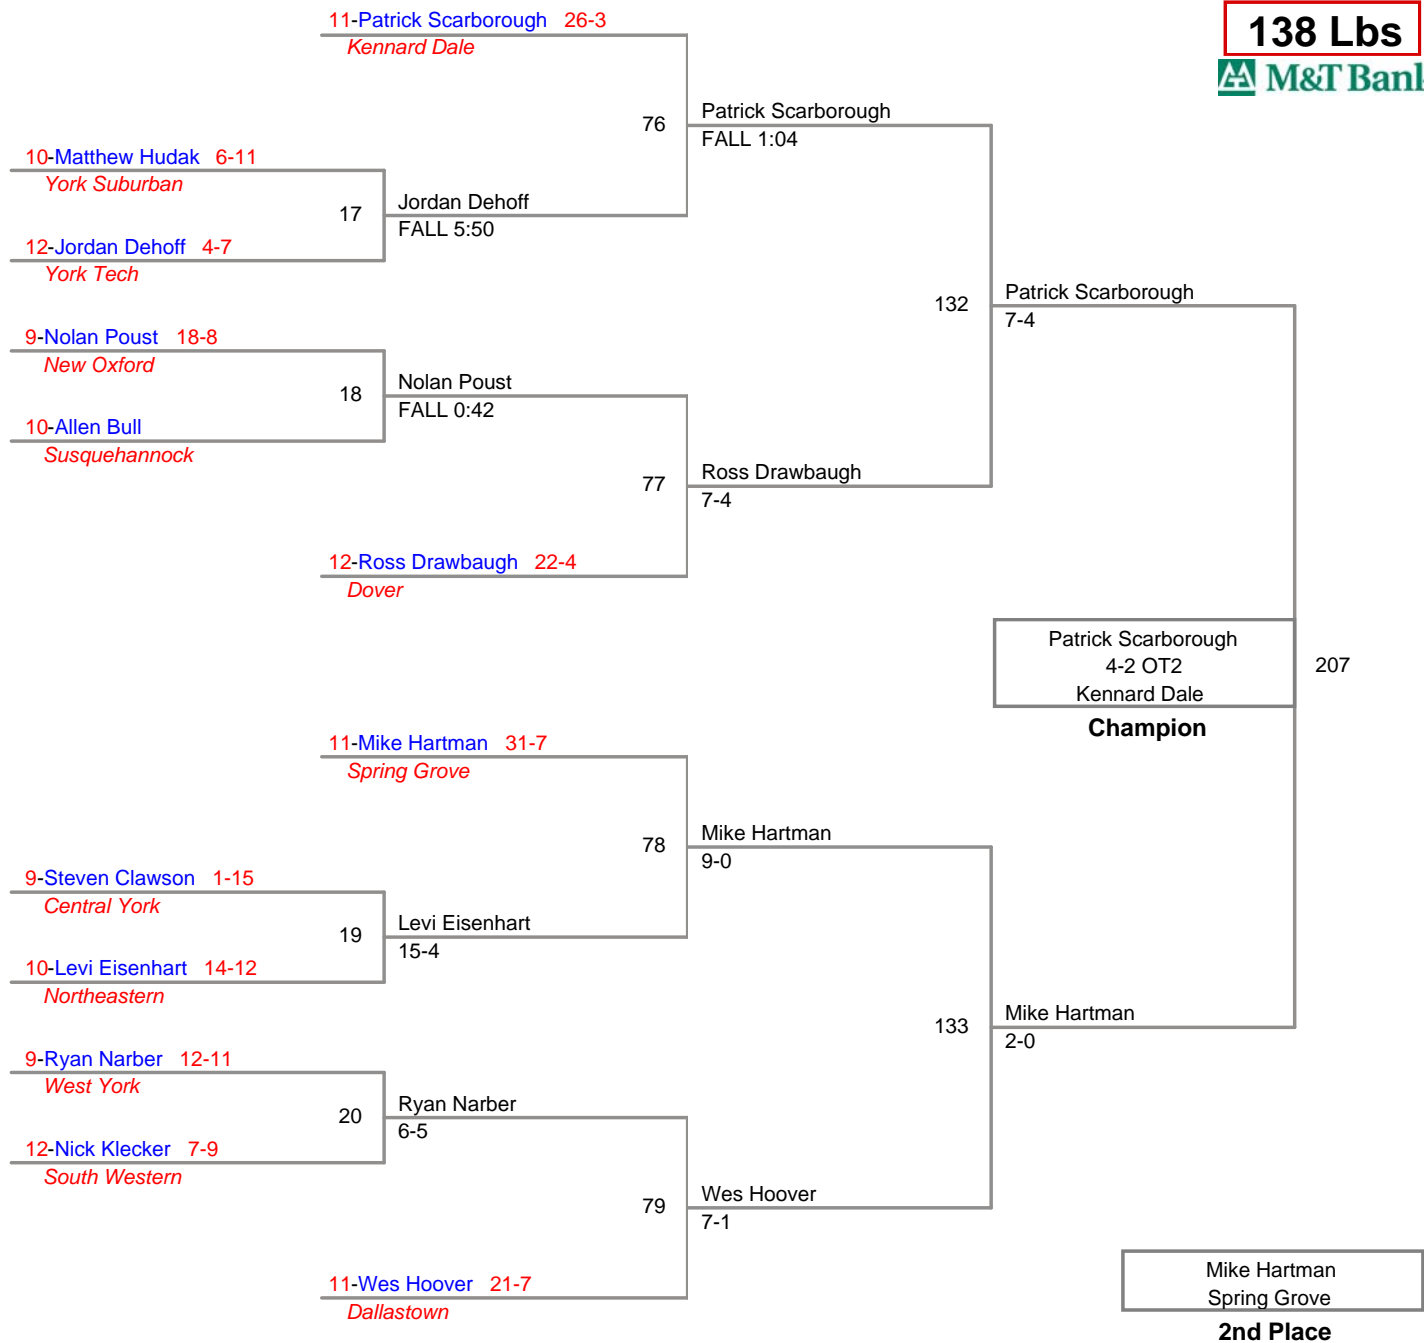 11-Patrick Scarborough 26-3
Kennard Dale
138 Lbs
M&T Bank
76
Patrick Scarborough
FALL 1:04
10-Matthew Hudak 6-11
York Suburban
17
Jordan Dehoff
FALL 5:50
12-Jordan Dehoff 4-7
York Tech
132
Patrick Scarborough
7-4
9-Nolan Poust 18-8
New Oxford
18
Nolan Poust
FALL 0:42
10-Allen Bull
Susquehannock
77
Ross Drawbaugh
7-4
12-Ross Drawbaugh 22-4
Dover
Patrick Scarborough
4-2 OT2
Kennard Dale
207
Champion
11-Mike Hartman 31-7
Spring Grove
78
Mike Hartman
9-0
9-Steven Clawson 1-15
Central York
19
Levi Eisenhart
15-4
10-Levi Eisenhart 14-12
Northeastern
133
Mike Hartman
2-0
9-Ryan Narber 12-11
West York
20
Ryan Narber
6-5
12-Nick Klecker 7-9
South Western
79
Wes Hoover
7-1
11-Wes Hoover 21-7
Dallastown
Mike Hartman
Spring Grove
2nd Place